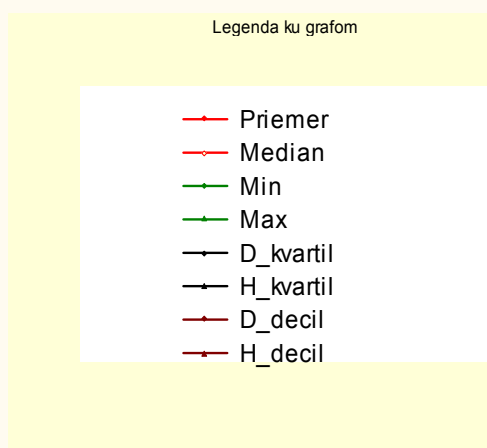 Legenda ku grafom
Priemer
Median
Min
Max
D_kvartil
H_kvartil
D_decil
H_decil